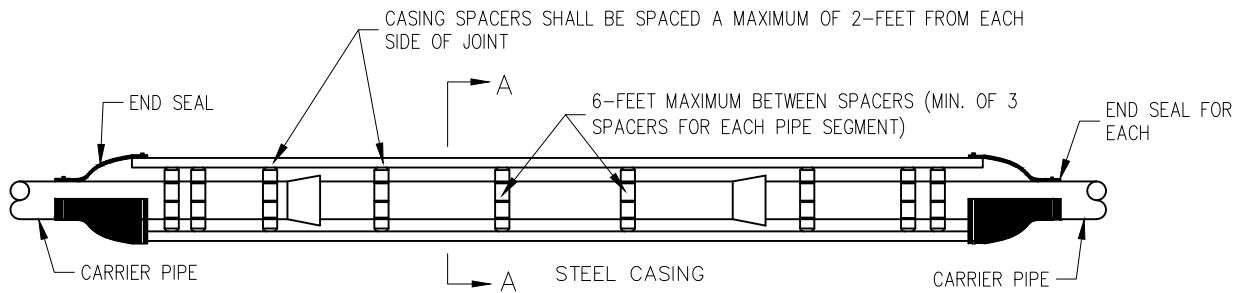 CASING SPACERS SHALL BE SPACED A MAXIMUM OF 2-FEET FROM EACH
SIDE OF JOINT
A
END SEAL
6-FEET MAXIMUM BETWEEN SPACERS (MIN. OF 3
SPACERS FOR EACH PIPE SEGMENT)
END SEAL FOR
EACH
CARRIER PIPE
A
STEEL CASING
CARRIER PIPE